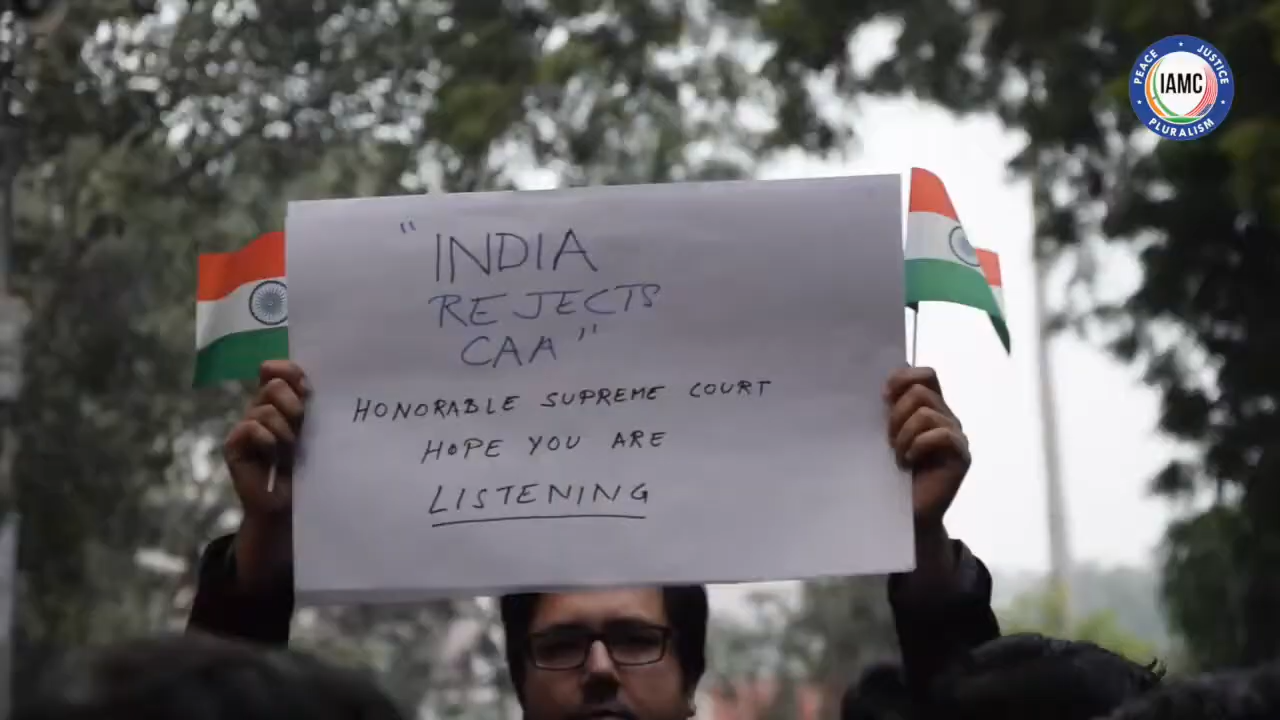 "INDIA
REJECTS
CAA"
HONORABLE SUPREME COURT
HOPE YOU ARE
LISTENING
PEACE • JUSTICE
IAMC
PLURALISM